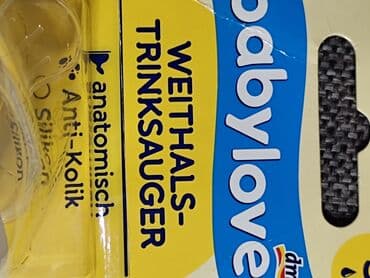 babylove
dm
WEITHALS-
TRINKSAUGER
anatomisch
Anti-Kolik
Silikon